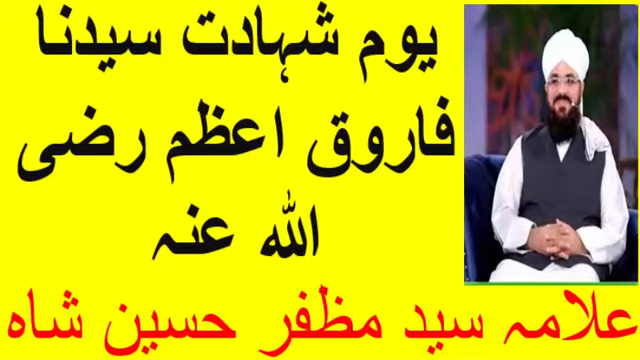 یوم شہادت سیدنا
فاروق اعظم رضی
اللہ عنہ
علامہ سید مظفر حسین شاہ